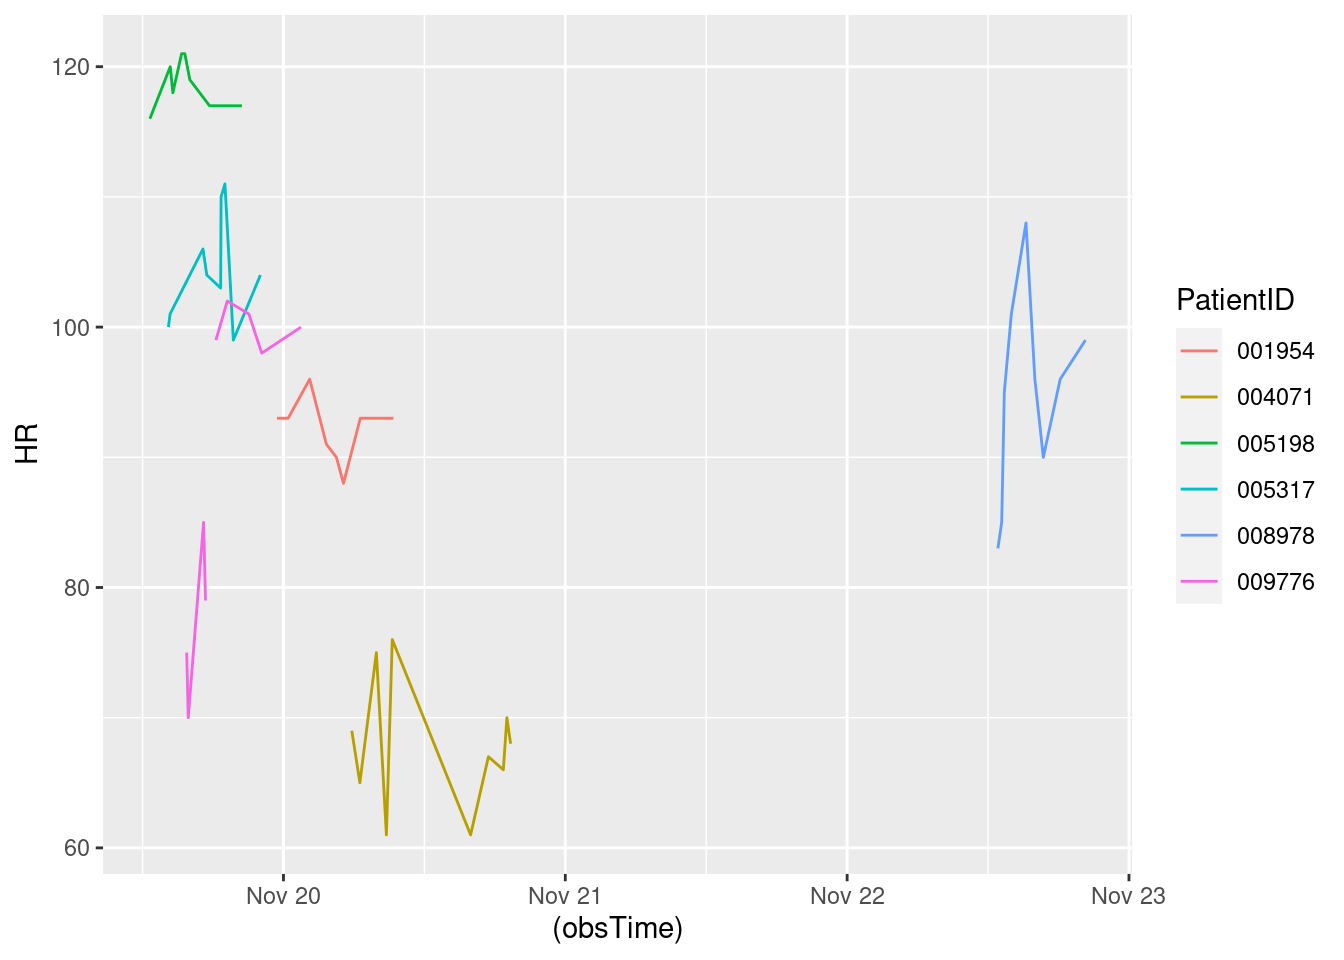 120
100
80
60
HR
Nov 20
Nov 21
Nov 22
Nov 23
(obsTime)
PatientID
001954
004071
005198
005317
008978
009776